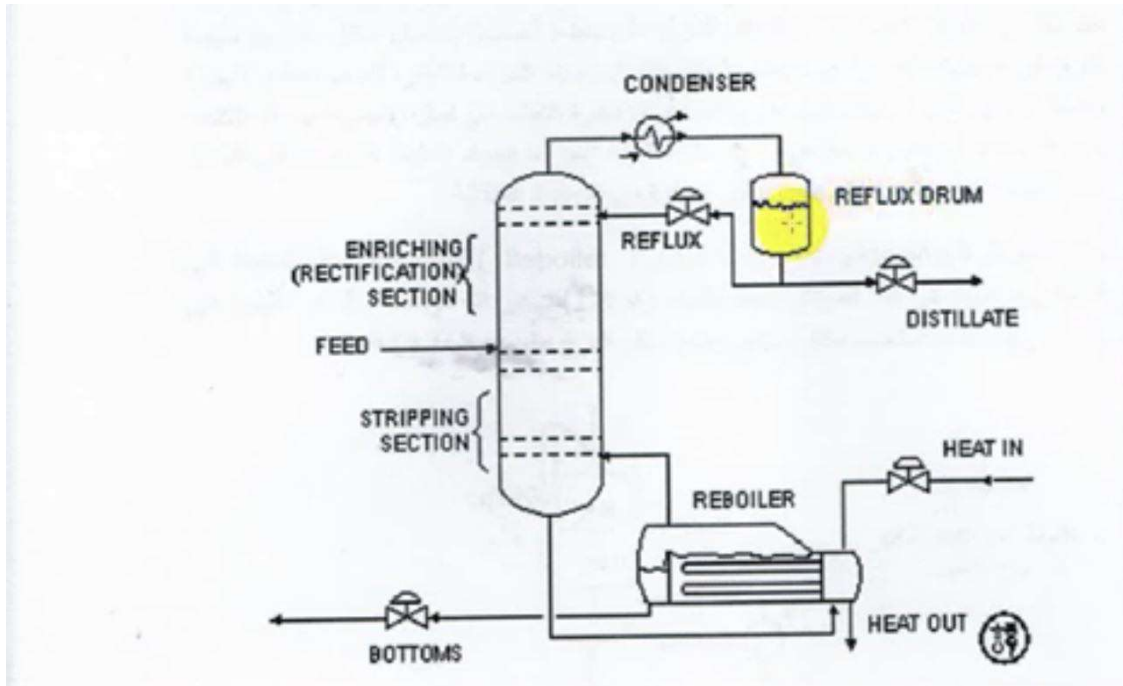 CONDENSER
REFLUX DRUM
REFLUX
ENRICHING
(RECTIFICATION)
SECTION
DISTILLATE
FEED
STRIPPING
SECTION
HEAT IN
REBOILER
HEAT OUT
BOTTOMS